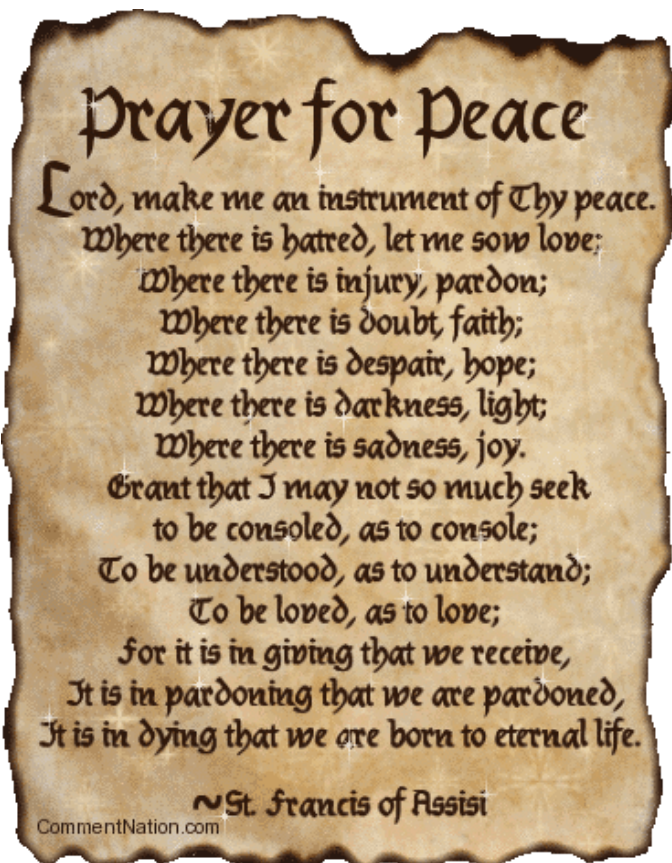 Prayer for Peace
Lord, make me an instrument of Thy peace.
Where there is hatred, let me sow love;
Where there is injury, pardon;
Where there is doubt, faith;
Where there is despair, hope;
Where there is darkness, light;
Where there is sadness, joy.
Grant that I may not so much seek
to be consoled, as to console;
To be understood, as to understand;
To be loved, as to love;
For it is in giving that we receive,
It is in pardoning that we are pardoned,
It is in dying that we are born to eternal life.
~St. Francis of Assisi
CommentNation.com